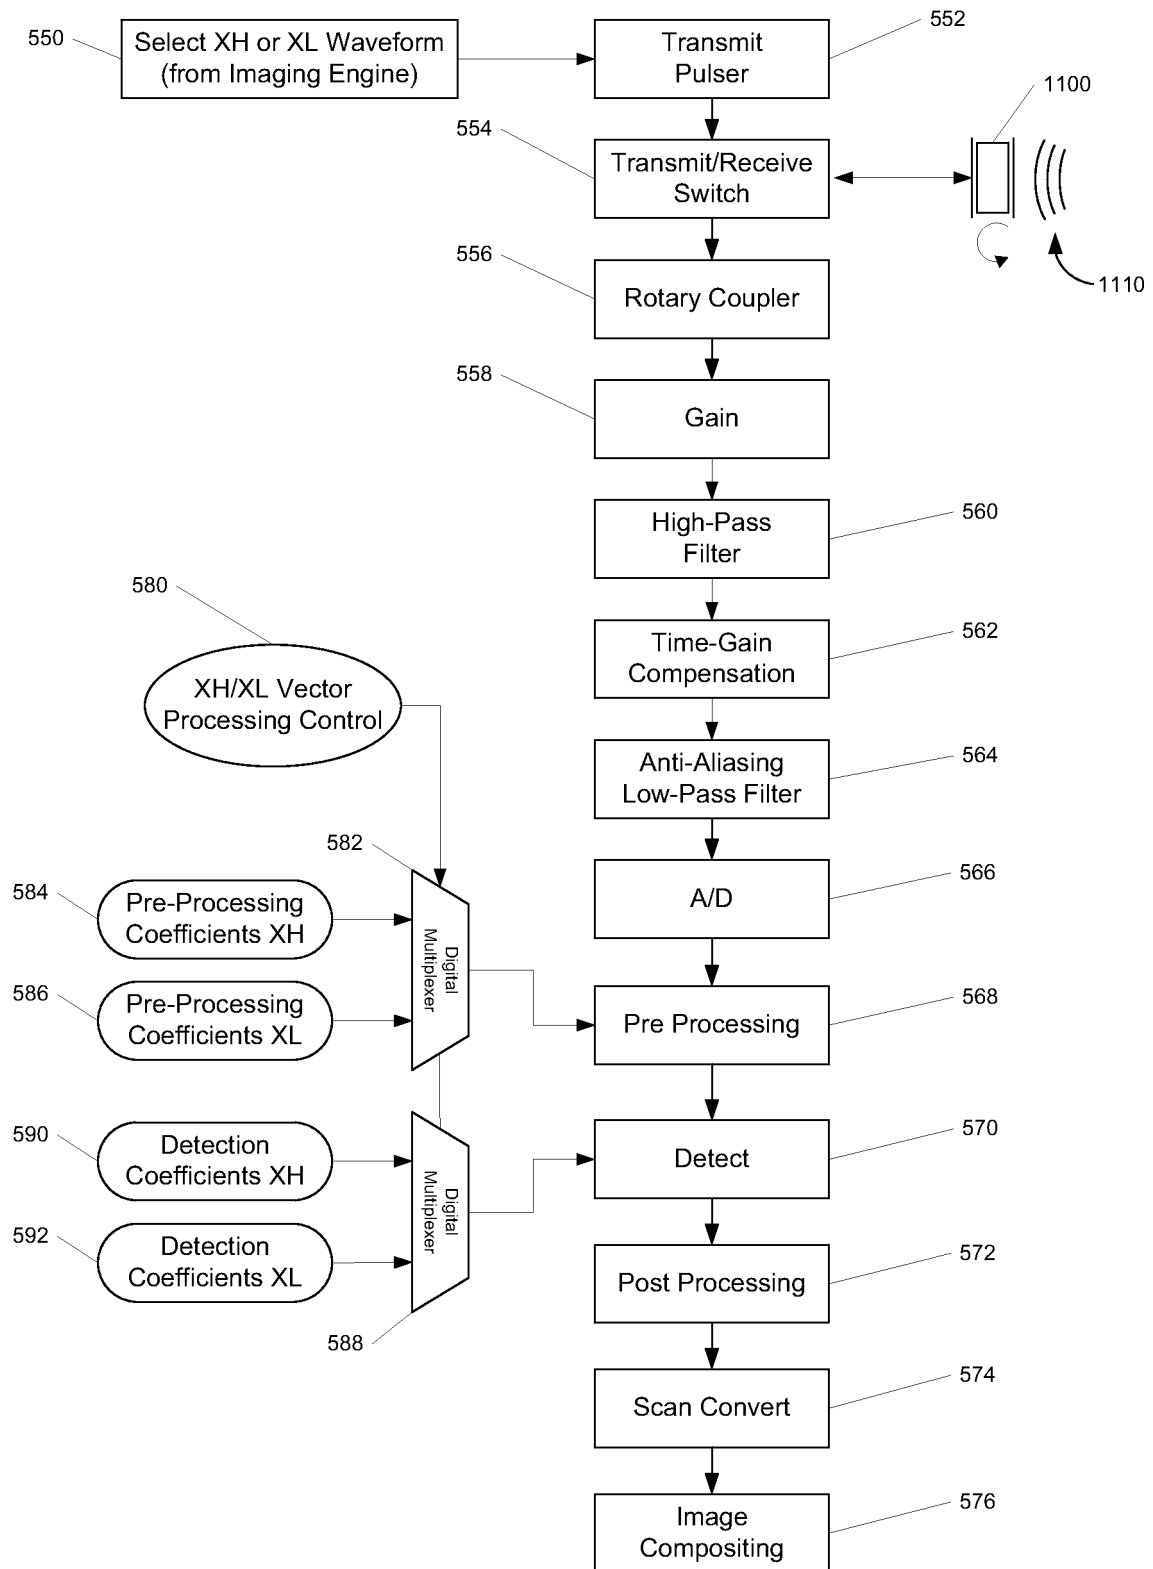 550
Select XH or XL Waveform
(from Imaging Engine)
Transmit
Pulser
552
554
Transmit/Receive
Switch
1100
1110
556
Rotary Coupler
558
Gain
High-Pass
Filter
560
580
XH/XL Vector
Processing Control
Time-Gain
Compensation
562
Anti-Aliasing
Low-Pass Filter
564
582
584
Pre-Processing
Coefficients XH
586
Pre-Processing
Coefficients XL
Digital
Multiplexer
A/D
566
Pre Processing
568
590
Detection
Coefficients XH
592
Detection
Coefficients XL
Digital
Multiplexer
588
Detect
570
Post Processing
572
Scan Convert
574
Image
Compositing
576